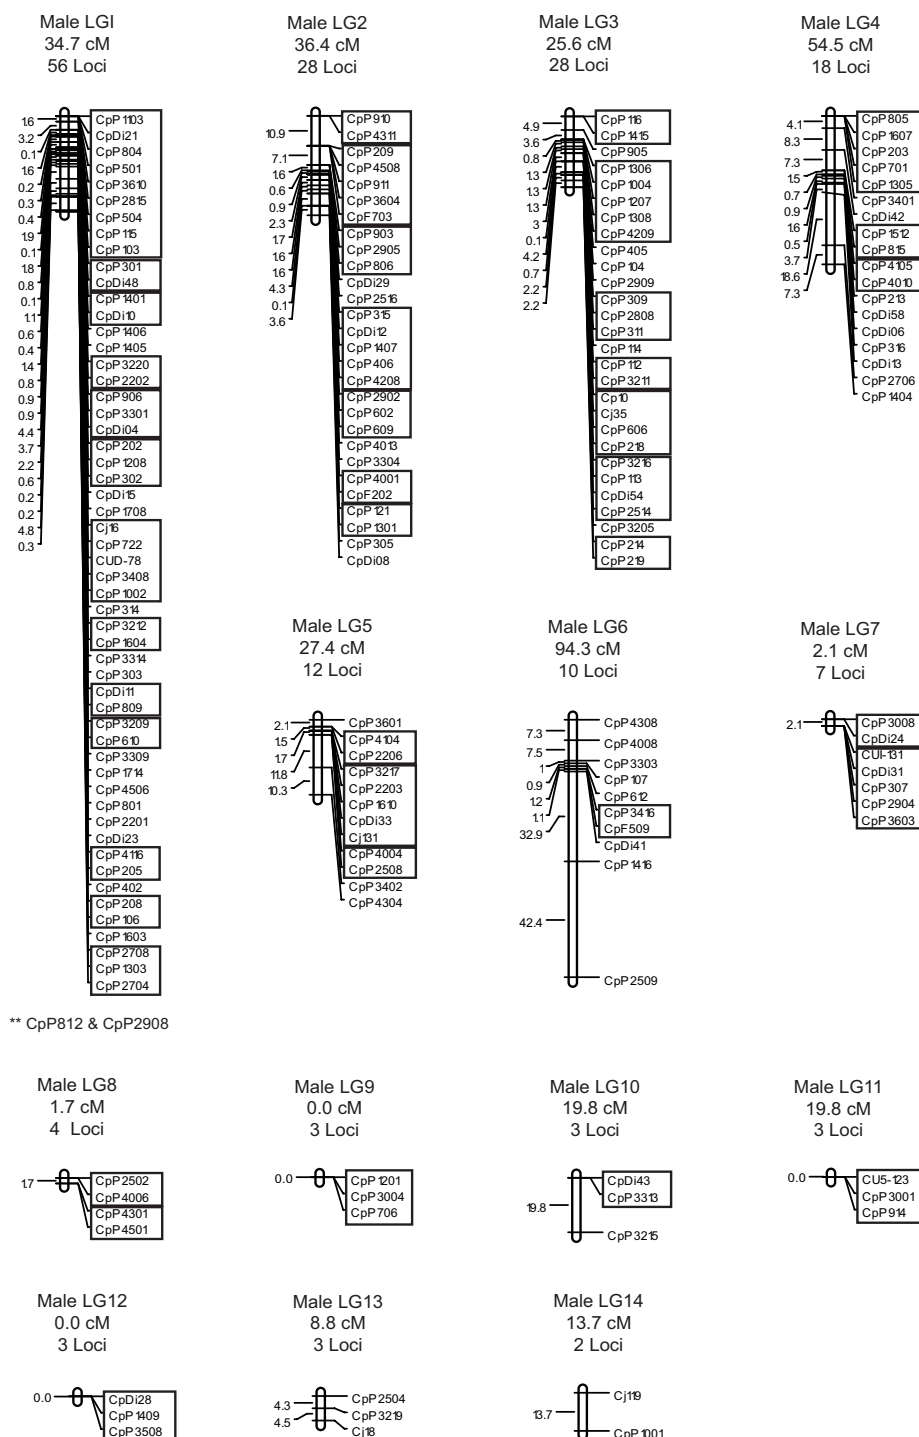 Male LG1
34.7 cM
56 Loci
1.6
3.2
0.1
1.6
0.2
0.3
0.4
1.9
0.1
1.8
0.8
0.1
1.1
0.6
0.4
1.4
0.8
0.9
0.9
4.4
3.7
2.2
0.6
0.2
0.2
4.8
0.3
CpP1103
CpDi21
CpP804
CpP501
CpP3610
CpP2815
CpP504
CpP115
CpP103
CpP301
CpDi48
CpP1401
CpDi10
CpP1406
CpP1405
CpP3220
CpP2202
CpP906
CpP3301
CpDi04
CpP202
CpP1208
CpP302
CpDi15
CpP1708
Cj16
CpP722
CUD-78
CpP3408
CpP1002
CpP314
CpP3212
CpP1604
CpP3314
CpP303
CpDi11
CpP809
CpP3209
CpP610
CpP3309
CpP1714
CpP4506
CpP801
CpP2201
CpDi23
CpP4116
CpP205
CpP402
CpP208
CpP106
CpP1603
CpP2708
CpP1303
CpP2704
** CpP812 & CpP2908
Male LG2
36.4 cM
28 Loci
10.9
7.1
1.6
0.6
0.9
2.3
1.7
1.6
1.6
4.3
0.1
3.6
CpP910
CpP4311
CpP209
CpP4508
CpP911
CpP3604
CpF703
CpP903
CpP2905
CpP806
CpDi29
CpP2516
CpP315
CpDi12
CpP1407
CpP406
CpP4208
CpP2902
CpP602
CpP609
CpP4013
CpP3304
CpP4001
CpF202
CpP121
CpP1301
CpP305
CpDi08
Male LG3
25.6 cM
28 Loci
4.9
3.6
0.8
1.3
1.3
1.3
3
0.1
4.2
0.7
2.2
2.2
CpP116
CpP1415
CpP905
CpP1306
CpP1004
CpP1207
CpP1308
CpP4209
CpP405
CpP104
CpP2909
CpP309
CpP2808
CpP311
CpP114
CpP112
CpP3211
Cp10
Cj35
CpP606
CpP218
CpP3216
CpP113
CpDi54
CpP2514
CpP3205
CpP214
CpP219
Male LG4
54.5 cM
18 Loci
4.1
8.3
7.3
1.5
0.7
0.9
1.6
0.5
3.7
18.6
7.3
CpP805
CpP1607
CpP203
CpP701
CpP1305
CpP3401
CpDi42
CpP1512
CpP815
CpP4105
CpP4010
CpP213
CpDi58
CpDi06
CpP316
CpDi13
CpP2706
CpP1404
Male LG5
27.4 cM
12 Loci
2.1
1.5
1.7
11.8
10.3
CpP3601
CpP4104
CpP2206
CpP3217
CpP2203
CpP1610
CpDi33
Cj131
CpP4004
CpP2508
CpP3402
CpP4304
Male LG6
94.3 cM
10 Loci
7.3
7.5
1
0.9
1.2
1.1
32.9
42.4
CpP4308
CpP4008
CpP3303
CpP107
CpP612
CpP3416
CpF509
CpDi41
CpP1416
CpP2509
Male LG7
2.1 cM
7 Loci
2.1
CpP3008
CpDi24
CUI-131
CpDi31
CpP307
CpP2904
CpP3603
Male LG8
1.7 cM
4 Loci
1.7
CpP2502
CpP4006
CpP4301
CpP4501
Male LG9
0.0 cM
3 Loci
0.0
CpP1201
CpP3004
CpP706
Male LG10
19.8 cM
3 Loci
19.8
CpDi43
CpP3313
CpP3215
Male LG11
19.8 cM
3 Loci
0.0
CU5-123
CpP3001
CpP914
Male LG12
0.0 cM
3 Loci
0.0
CpDi28
CpP1409
CpP3508
Male LG13
8.8 cM
3 Loci
4.3
4.5
CpP2504
CpP3219
Cj18
Male LG14
13.7 cM
2 Loci
13.7
Cj119
CpP1001